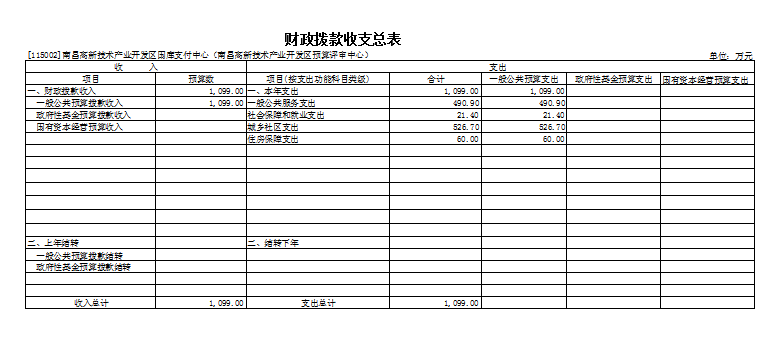 财政拨款收支总表
[115002]南昌高新技术产业开发区国库支付中心（南昌高新技术产业开发区预算评审中心） 单位：万元
收 入 支出
项目 预算数 项目(按支出功能科目类级) 合计 一般公共预算支出 政府性基金预算支出 国有资本经营预算支出
一、财政拨款收入 1,099.00 一、本年支出 1,099.00 1,099.00
一般公共预算拨款收入 1,099.00 一般公共服务支出 490.90 490.90
政府性基金预算拨款收入 社会保障和就业支出 21.40 21.40
国有资本经营预算收入 城乡社区支出 526.70 526.70
住房保障支出 60.00 60.00
二、上年结转 二、结转下年
一般公共预算拨款结转
政府性基金预算拨款结转
收入总计 1,099.00 支出总计 1,099.00